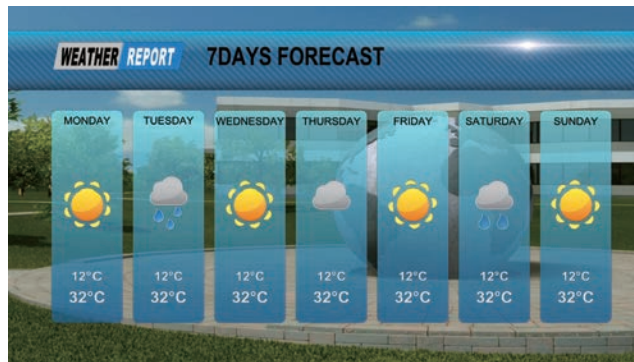 WEATHER REPORT 7DAYS FORECAST
MONDAY TUESDAY WEDNESDAY THURSDAY FRIDAY SATURDAY SUNDAY
12°C 12°C 12°C 12°C 12°C 12°C 12°C
32°C 32°C 32°C 32°C 32°C 32°C 32°C